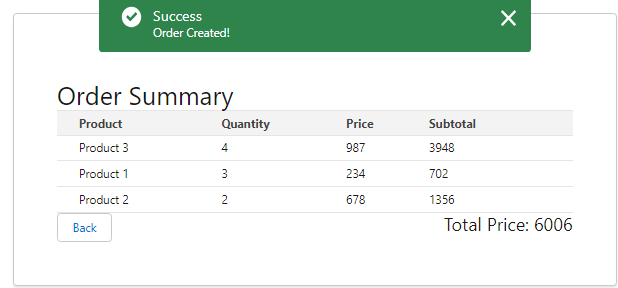 Success
Order Created!
Order Summary
Product Quantity Price Subtotal
Product 3 4 987 3948
Product 1 3 234 702
Product 2 2 678 1356
Back Total Price: 6006